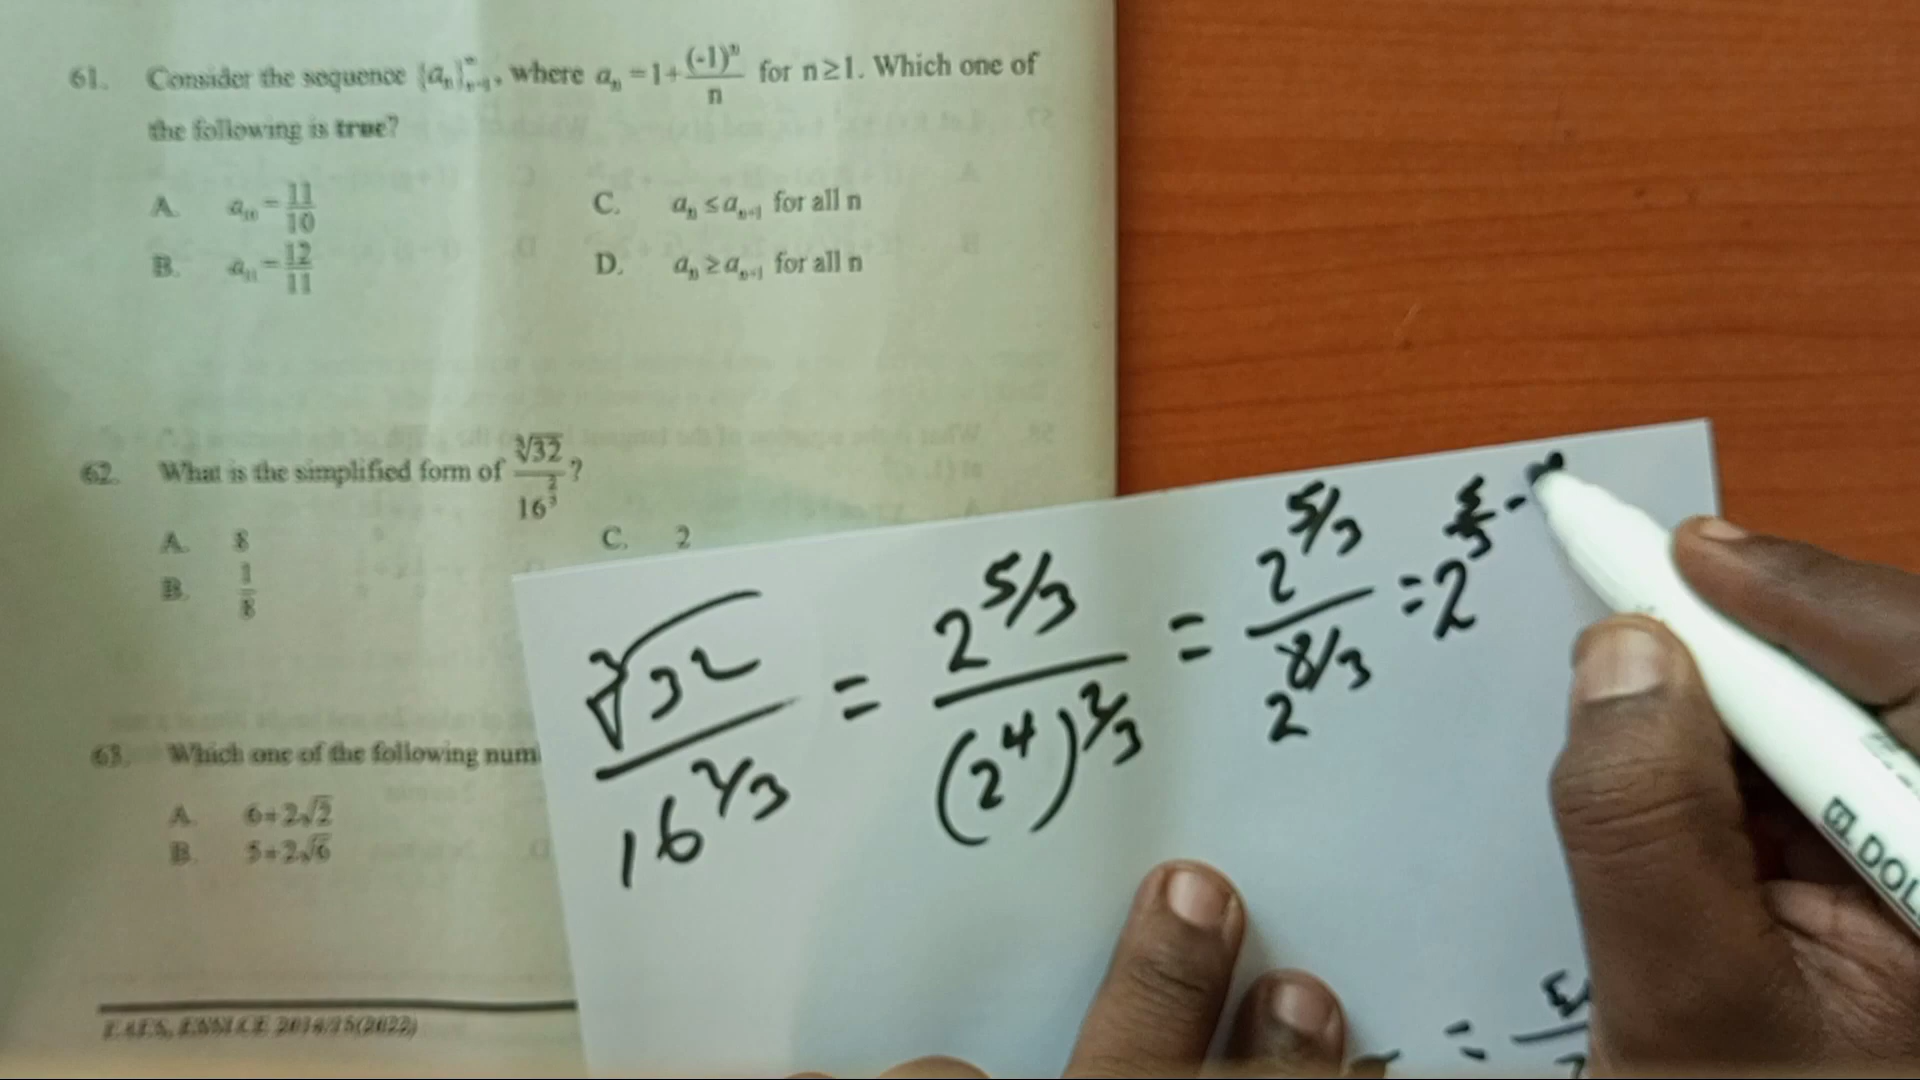 61. Consider the sequence {aₙ}ₙ₌₁^∞, where aₙ = 1 + (-1)ⁿ/n for n ≥ 1. Which one of
the following is true?
A. a₁₀ = 11/10
C. aₙ ≤ aₙ₊₁ for all n
B. a₁₁ = 12/11
D. aₙ ≥ aₙ₊₁ for all n
62. What is the simplified form of ∛32/16^(2/3) ?
A. 8
C. 2
B. 1/8
∛32/16^(2/3) = 2^(5/3)/(2⁴)^(2/3) = 2^(5/3)/2^(8/3) = 2^(5/3 -
63. Which one of the following num
A. 6+2√2
B. 5+2√6
=
DOL